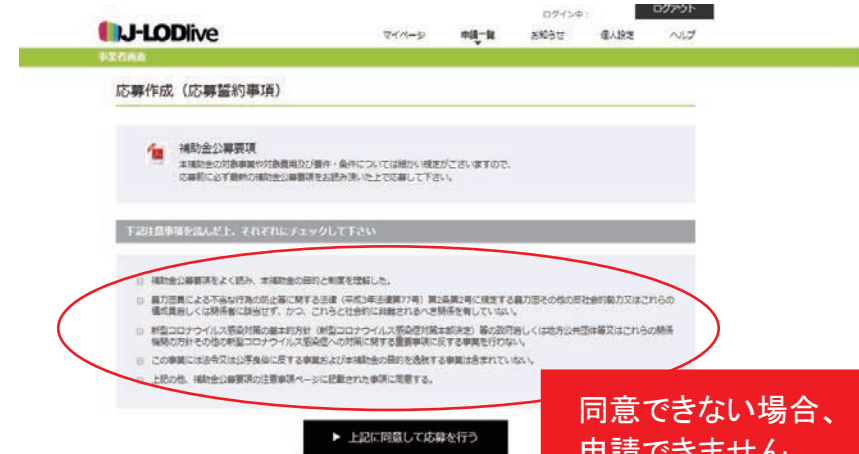 ログイン中:
ログアウト
J-LODlive
マイページ
申請一覧
お知らせ
個人設定
ヘルプ
事業者画面
応募作成（応募誓約事項）
補助金公募要項
本補助金の対象事業や対象費用及び要件・条件については細かい規定がございますので、
応募前に必ず最新の補助金公募要項をお読み頂いた上で応募して下さい。
下記注意事項を読んだ上、それぞれにチェックして下さい
補助金公募要項をよく読み、本補助金の目的と制度を理解した。
暴力団員による不当な行為の防止等に関する法律（平成3年法律第77号）第2条第2号に規定する暴力団その他の反社会的勢力又はこれらの
構成員若しくは関係者に該当せず、かつ、これらと社会的に非難されるべき関係を有していない。
新型コロナウイルス感染対策の基本的方針（新型コロナウイルス感染症対策本部決定）等の政府若しくは地方公共団体等又はこれらの関係
機関の方針その他の新型コロナウイルス感染症への対策に関する重要事項に反する事業を行わない。
この事業には法令又は公序良俗に反する事業および本補助金の目的を逸脱する事業は含まれていない。
上記の他、補助金公募要項の注意事項ページに記載された事項に同意する。
▶ 上記に同意して応募を行う
同意できない場合、
申請できません